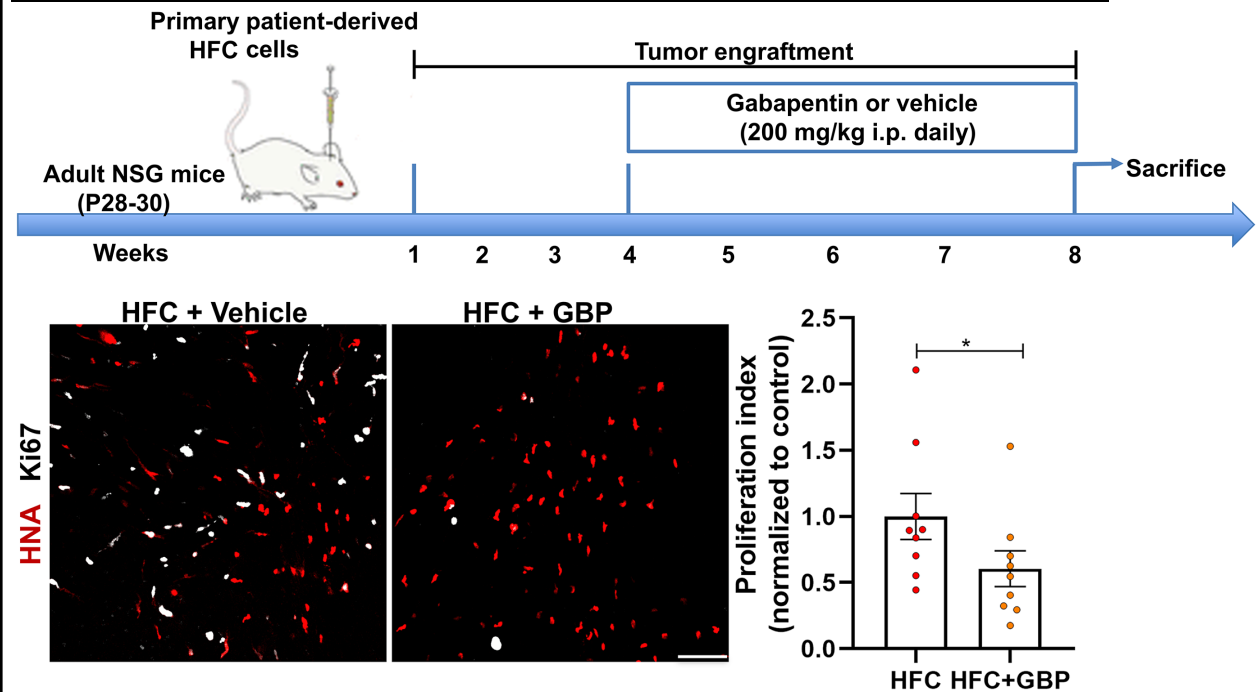 Primary patient-derived
HFC cells
Tumor engraftment
Gabapentin or vehicle
(200 mg/kg i.p. daily)
Adult NSG mice
(P28-30)
Sacrifice
Weeks 1 2 3 4 5 6 7 8
HFC + Vehicle
HFC + GBP
HNA Ki67
Proliferation index
(normalized to control)
2.5
2.0
1.5
1.0
0.5
0.0
*
HFC HFC+GBP